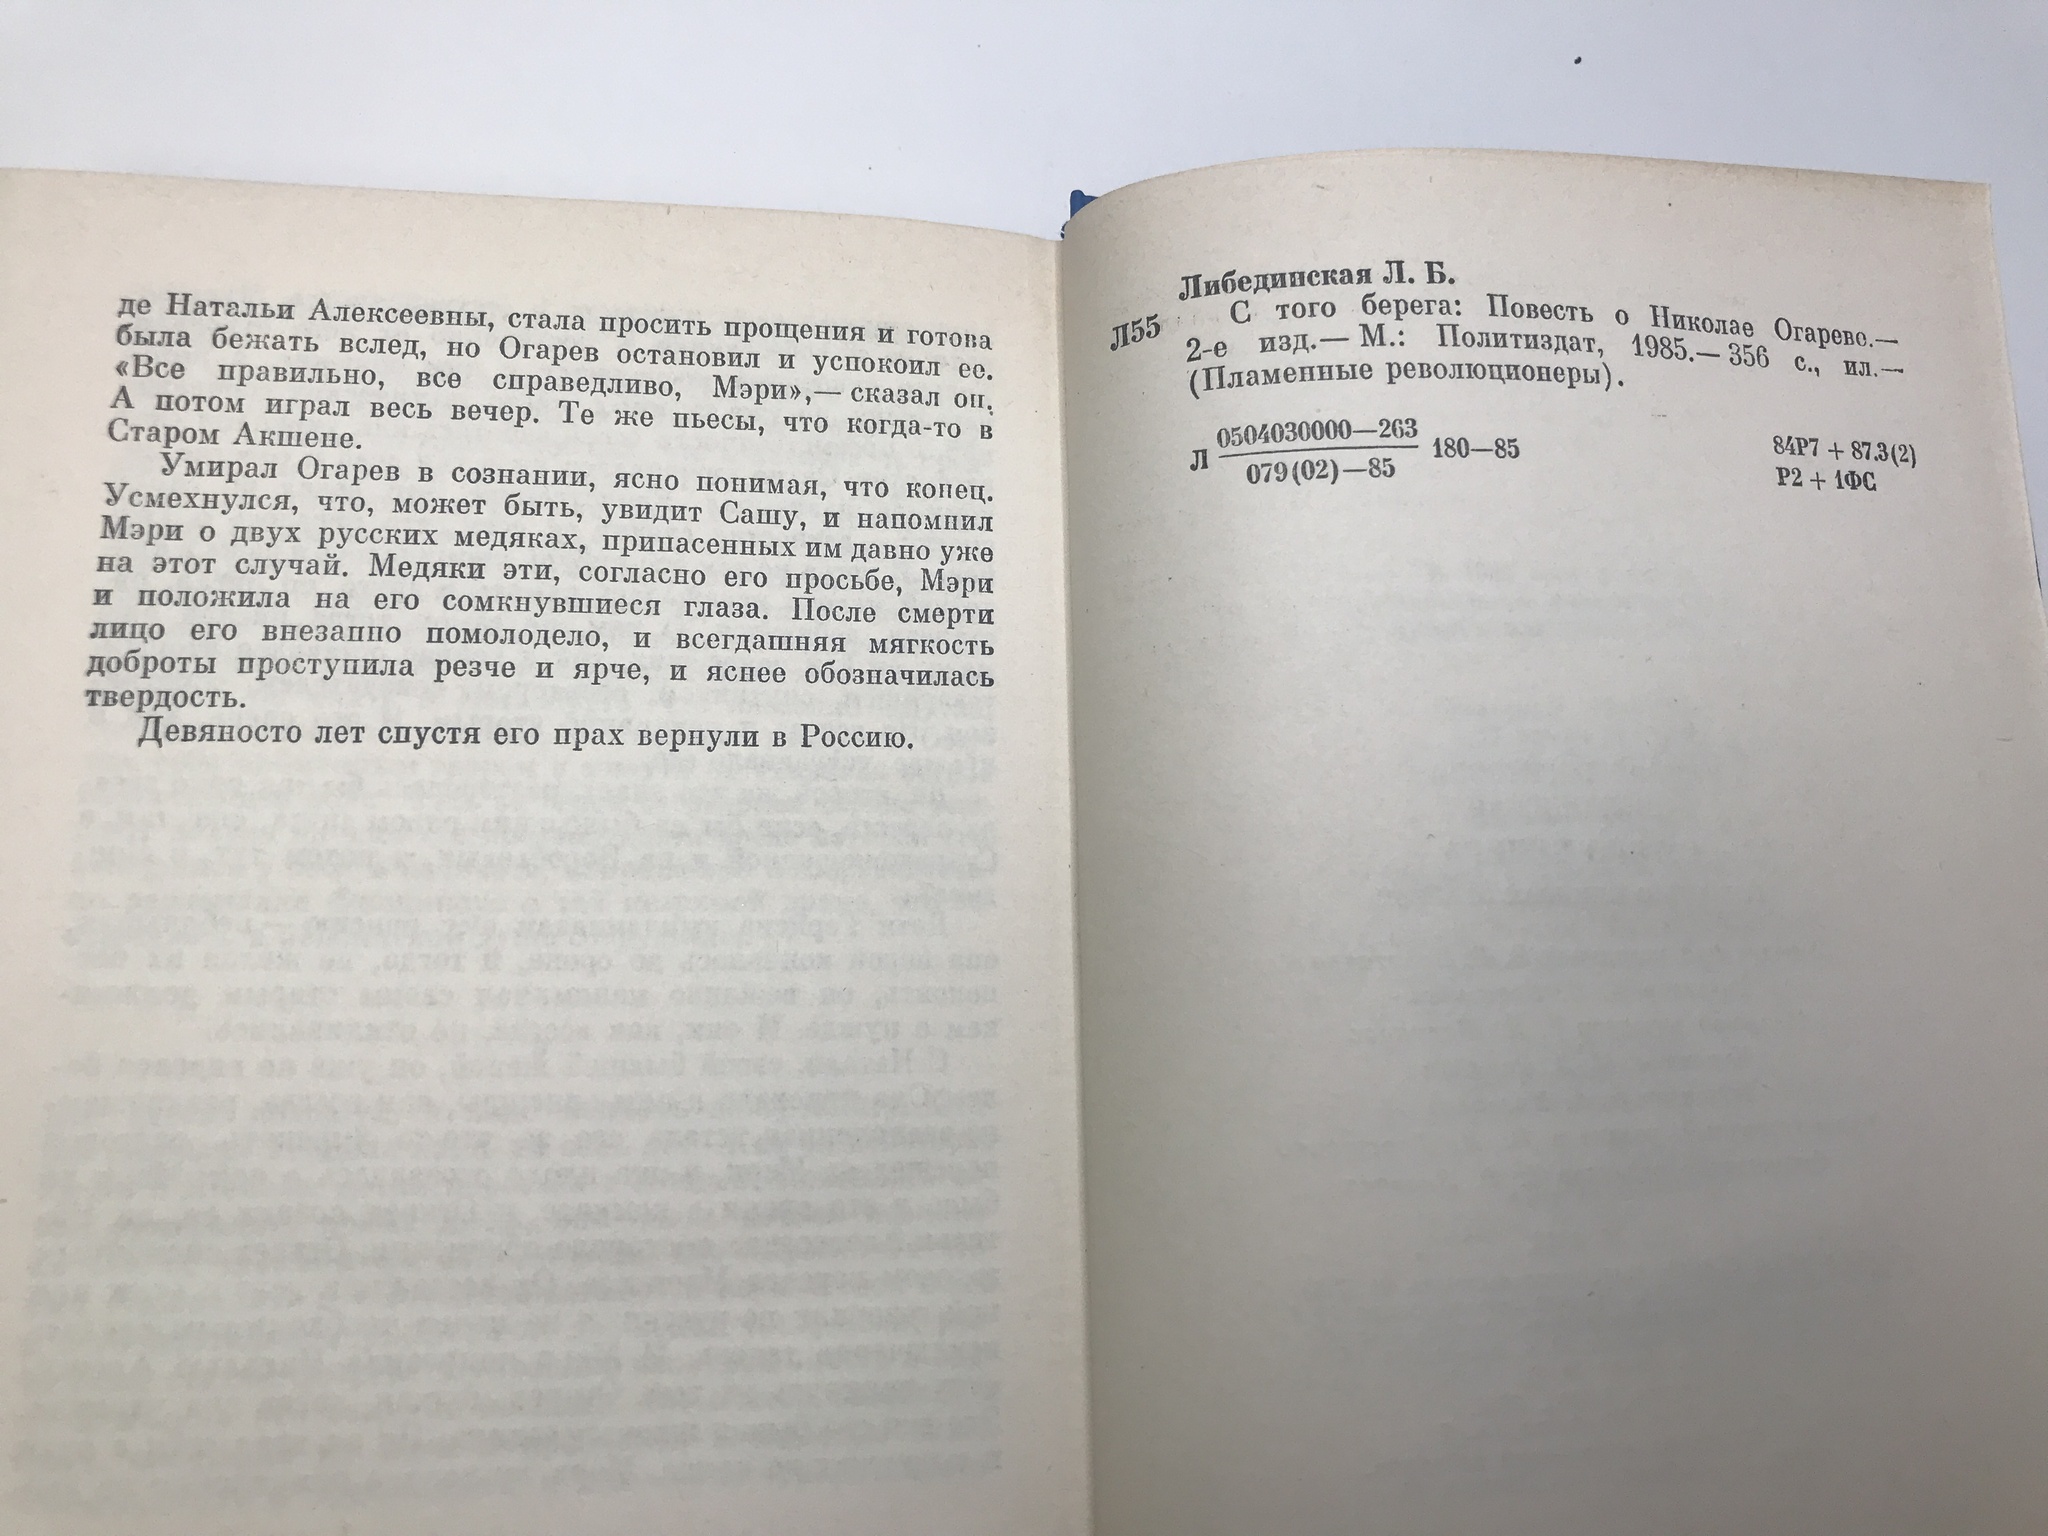 де Натальи Алексеевны, стала просить прощения и готова
была бежать вслед, но Огарев остановил и успокоил ее.
«Все правильно, все справедливо, Мэри»,— сказал он.
А потом играл весь вечер. Те же пьесы, что когда-то в
Старом Акшене.
Умирал Огарев в сознании, ясно понимая, что конец.
Усмехнулся, что, может быть, увидит Сашу, и напомнил
Мэри о двух русских медяках, припасенных им давно уже
на этот случай. Медяки эти, согласно его просьбе, Мэри
и положила на его сомкнувшиеся глаза. После смерти
лицо его внезапно помолодело, и всегдашняя мягкость
доброты проступила резче и ярче, и яснее обозначилась
твердость.
Девяносто лет спустя его прах вернули в Россию.
Либединская Л. Б.
Л55 С того берега: Повесть о Николае Огареве.—
2-е изд.— М.: Политиздат, 1985.— 356 с., ил.—
(Пламенные революционеры).
Л 0504030000—263 180—85
079(02)—85
84Р7 + 87.3(2)
Р2 + 1ФС